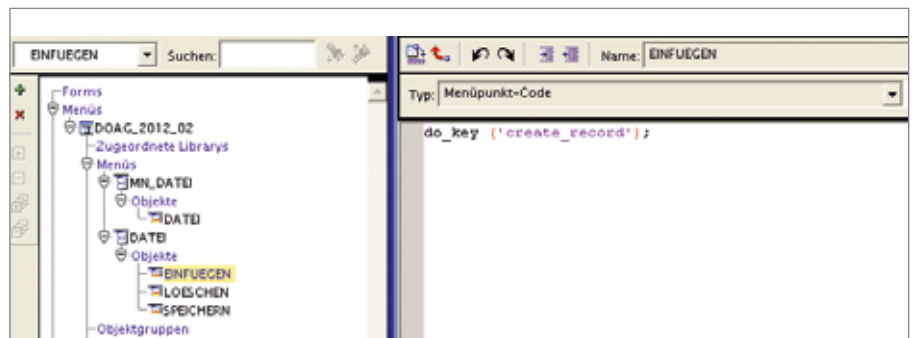 EINFUEGEN
Suchen:
Name: EINFUEGEN
Typ: Menüpunkt-Code
Forms
Menüs
DOAG_2012_02
Zugeordnete Librarys
Menüs
MN_DATEI
Objekte
DATEI
DATEI
Objekte
EINFUEGEN
LOESCHEN
SPEICHERN
Objektgruppen
do_key ('create_record');